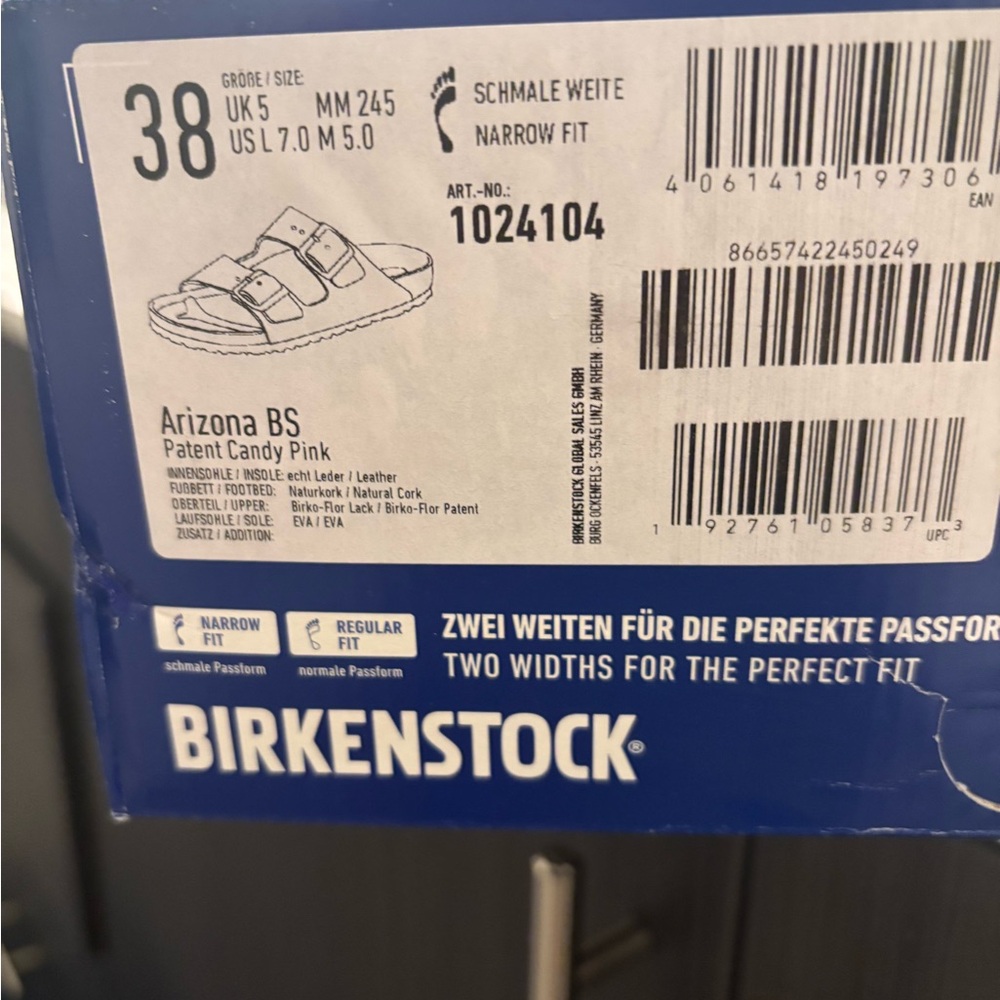 38
GRÖßE / SIZE:
UK 5 MM 245
US L 7.0 M 5.0
SCHMALE WEITE
NARROW FIT
ART.-NO.:
1024104
4 061418 197306
EAN
86657422450249
Arizona BS
Patent Candy Pink
INNENSOHLE / INSOLE: echt Leder / Leather
FUßBETT / FOOTBED: Naturkork / Natural Cork
OBERTEIL / UPPER: Birko-Flor Lack / Birko-Flor Patent
LAUFSOHLE / SOLE: EVA / EVA
ZUSATZ / ADDITION:
BIRKENSTOCK GLOBAL SALES GMBH
BURG OCKENFELS · 53545 LINZ AM RHEIN · GERMANY
1 92761 05837 3
UPC
NARROW
FIT
schmale Passform
REGULAR
FIT
normale Passform
ZWEI WEITEN FÜR DIE PERFEKTE PASSFOR
TWO WIDTHS FOR THE PERFECT FIT
BIRKENSTOCK®